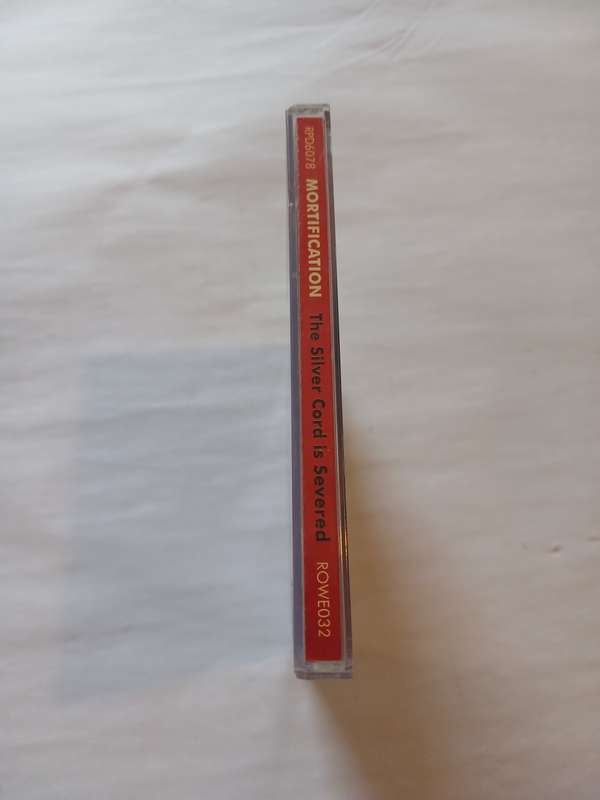 RPD6078 MORTIFICATION The Silver Cord is Severed ROWE032